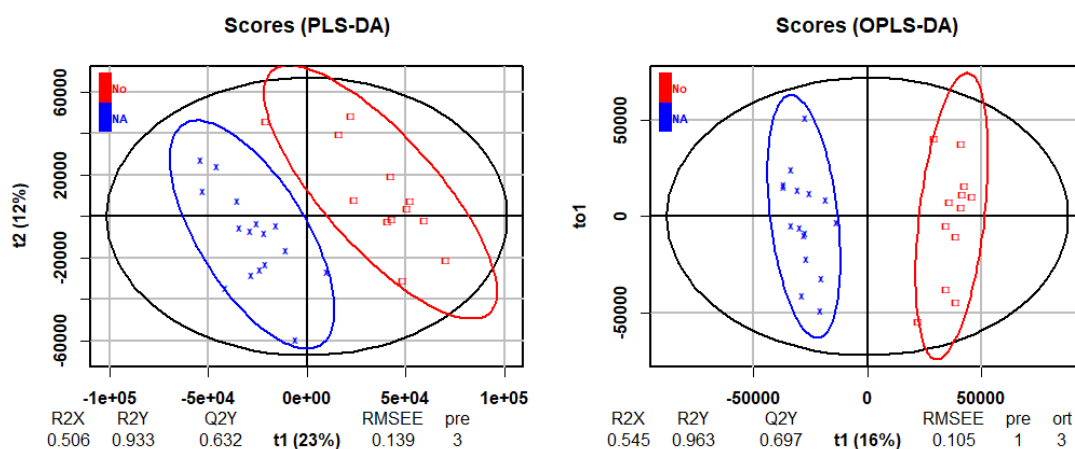 Scores (PLS-DA)
No
NA
t2 (12%)
60000
20000
-20000
-60000
-1e+05 -5e+04 0e+00 5e+04 1e+05
R2X R2Y Q2Y RMSEE pre
0.506 0.933 0.632 t1 (23%) 0.139 3
Scores (OPLS-DA)
No
NA
to1
50000
0
-50000
-50000 0 50000
R2X R2Y Q2Y RMSEE pre ort
0.545 0.963 0.697 t1 (16%) 0.105 1 3